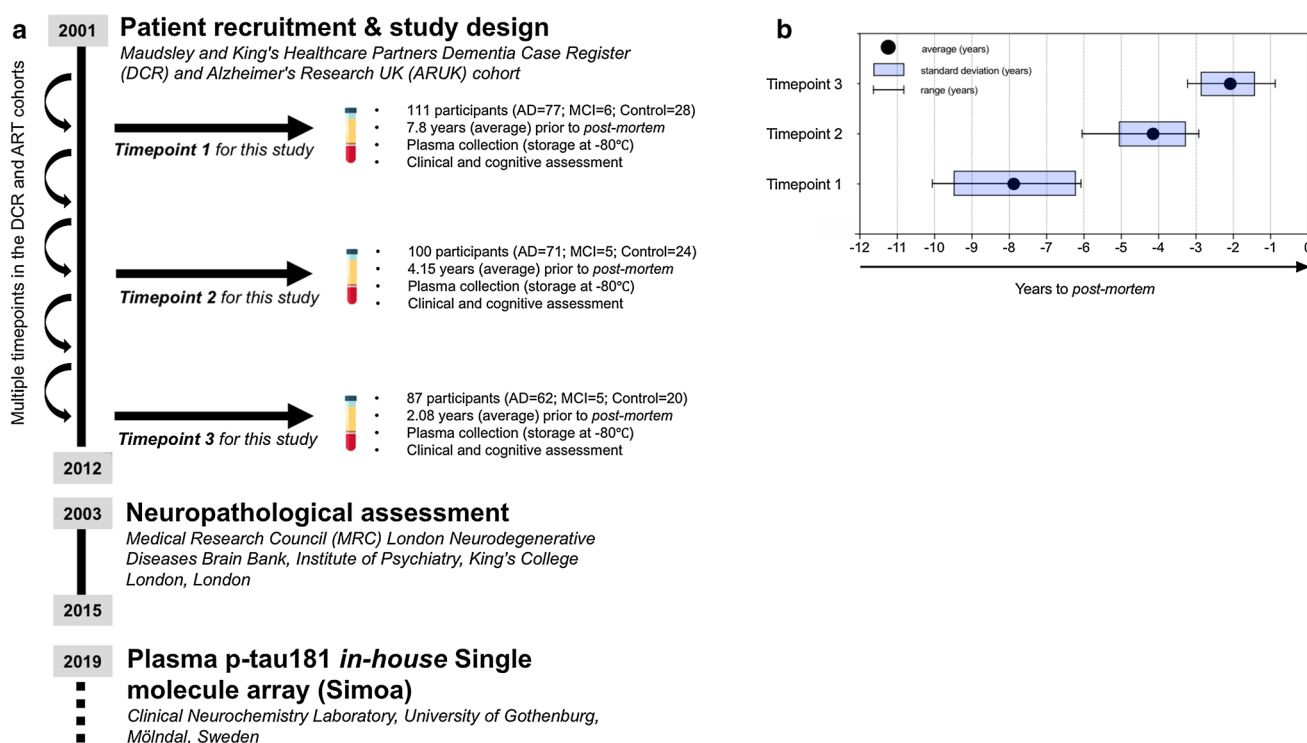 a
2001
Patient recruitment & study design
Maudsley and King's Healthcare Partners Dementia Case Register
(DCR) and Alzheimer's Research UK (ARUK) cohort
Multiple timepoints in the DCR and ART cohorts
Timepoint 1 for this study
• 111 participants (AD=77; MCI=6; Control=28)
• 7.8 years (average) prior to post-mortem
• Plasma collection (storage at -80℃)
• Clinical and cognitive assessment
Timepoint 2 for this study
• 100 participants (AD=71; MCI=5; Control=24)
• 4.15 years (average) prior to post-mortem
• Plasma collection (storage at -80℃)
• Clinical and cognitive assessment
Timepoint 3 for this study
• 87 participants (AD=62; MCI=5; Control=20)
• 2.08 years (average) prior to post-mortem
• Plasma collection (storage at -80℃)
• Clinical and cognitive assessment
2012
2003
Neuropathological assessment
Medical Research Council (MRC) London Neurodegenerative
Diseases Brain Bank, Institute of Psychiatry, King’s College
London, London
2015
2019
Plasma p-tau181 in-house Single
molecule array (Simoa)
Clinical Neurochemistry Laboratory, University of Gothenburg,
Mölndal, Sweden
b
average (years)
standard deviation (years)
range (years)
Timepoint 3
Timepoint 2
Timepoint 1
-12 -11 -10 -9 -8 -7 -6 -5 -4 -3 -2 -1 0
Years to post-mortem